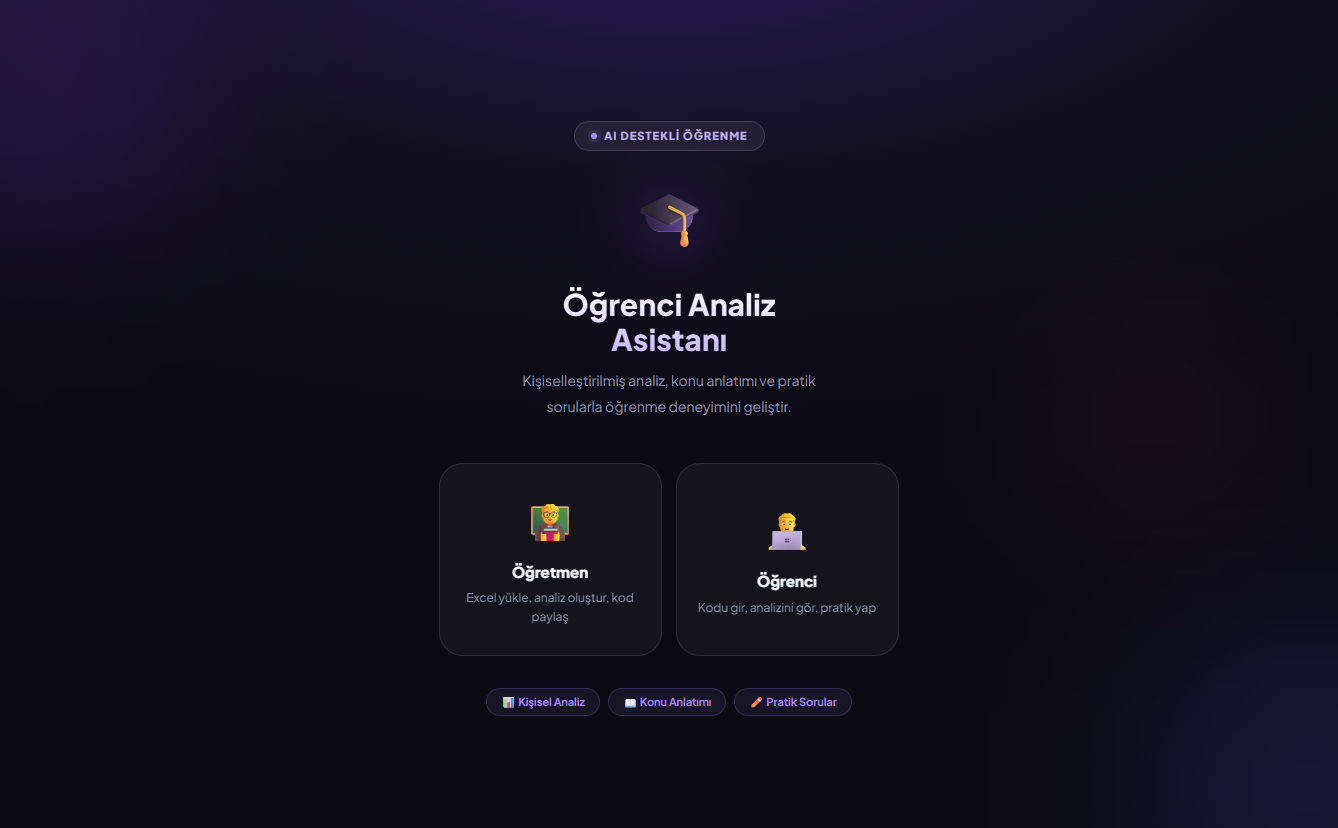 AI DESTEKLİ ÖĞRENME
Öğrenci Analiz
Asistanı
Kişiselleştirilmiş analiz, konu anlatımı ve pratik
sorularla öğrenme deneyimini geliştir.
Öğretmen
Excel yükle, analiz oluştur, kod
paylaş
Öğrenci
Kodu gir, analizini gör, pratik yap
Kişisel Analiz
Konu Anlatımı
Pratik Sorular